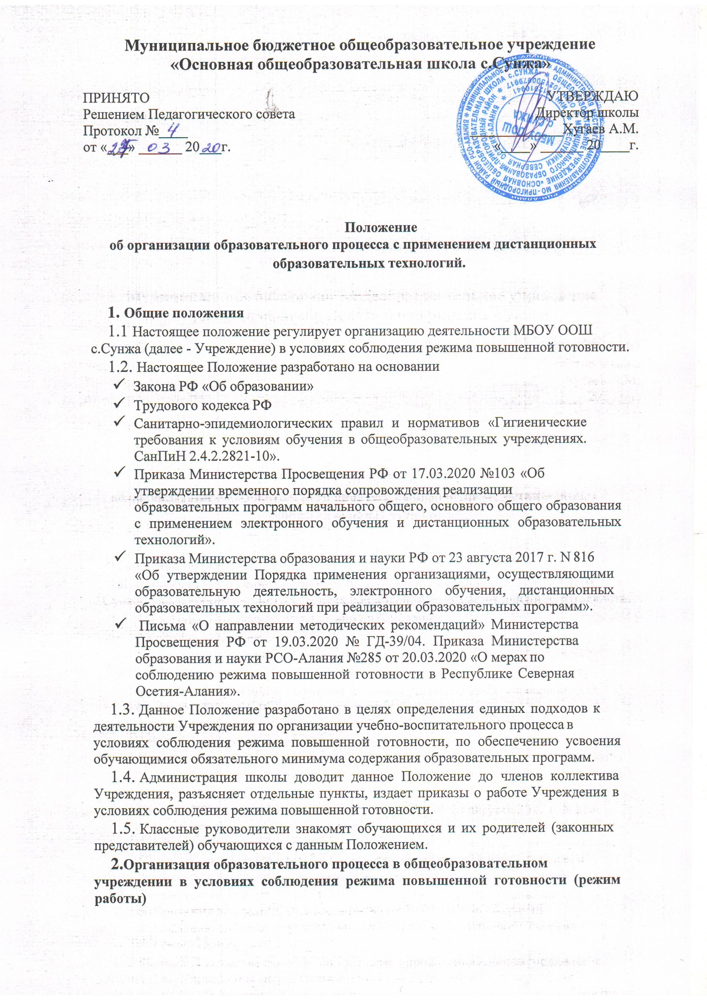 Муниципальное бюджетное общеобразовательное учреждение
«Основная общеобразовательная школа с.Сунжа»
ПРИНЯТО
Решением Педагогического совета
Протокол № 4
от « » 03 2020г.
УТВЕРЖДАЮ
Директор школы
Хугаев А.М.
«____» ______ 20____г.
МБОУ ООШ
с.СУНЖА
Положение
об организации образовательного процесса с применением дистанционных
образовательных технологий.
1. Общие положения
1.1 Настоящее положение регулирует организацию деятельности МБОУ ООШ
с.Сунжа (далее - Учреждение) в условиях соблюдения режима повышенной готовности.
1.2. Настоящее Положение разработано на основании
✓ Закона РФ «Об образовании»
✓ Трудового кодекса РФ
✓ Санитарно-эпидемиологических правил и нормативов «Гигиенические
требования к условиям обучения в общеобразовательных учреждениях.
СанПиН 2.4.2.2821-10».
✓ Приказа Министерства Просвещения РФ от 17.03.2020 №103 «Об
утверждении временного порядка сопровождения реализации
образовательных программ начального общего, основного общего образования
с применением электронного обучения и дистанционных образовательных
технологий».
✓ Приказа Министерства образования и науки РФ от 23 августа 2017 г. N 816
«Об утверждении Порядка применения организациями, осуществляющими
образовательную деятельность, электронного обучения, дистанционных
образовательных технологий при реализации образовательных программ».
✓ Письма «О направлении методических рекомендаций» Министерства
Просвещения РФ от 19.03.2020 № ГД-39/04. Приказа Министерства
образования и науки РСО-Алания №285 от 20.03.2020 «О мерах по
соблюдению режима повышенной готовности в Республике Северная
Осетия-Алания».
1.3. Данное Положение разработано в целях определения единых подходов к
деятельности Учреждения по организации учебно-воспитательного процесса в
условиях соблюдения режима повышенной готовности, по обеспечению усвоения
обучающимися обязательного минимума содержания образовательных программ.
1.4. Администрация школы доводит данное Положение до членов коллектива
Учреждения, разъясняет отдельные пункты, издает приказы о работе Учреждения в
условиях соблюдения режима повышенной готовности.
1.5. Классные руководители знакомят обучающихся и их родителей (законных
представителей) обучающихся с данным Положением.
2.Организация образовательного процесса в общеобразовательном
учреждении в условиях соблюдения режима повышенной готовности (режим
работы)